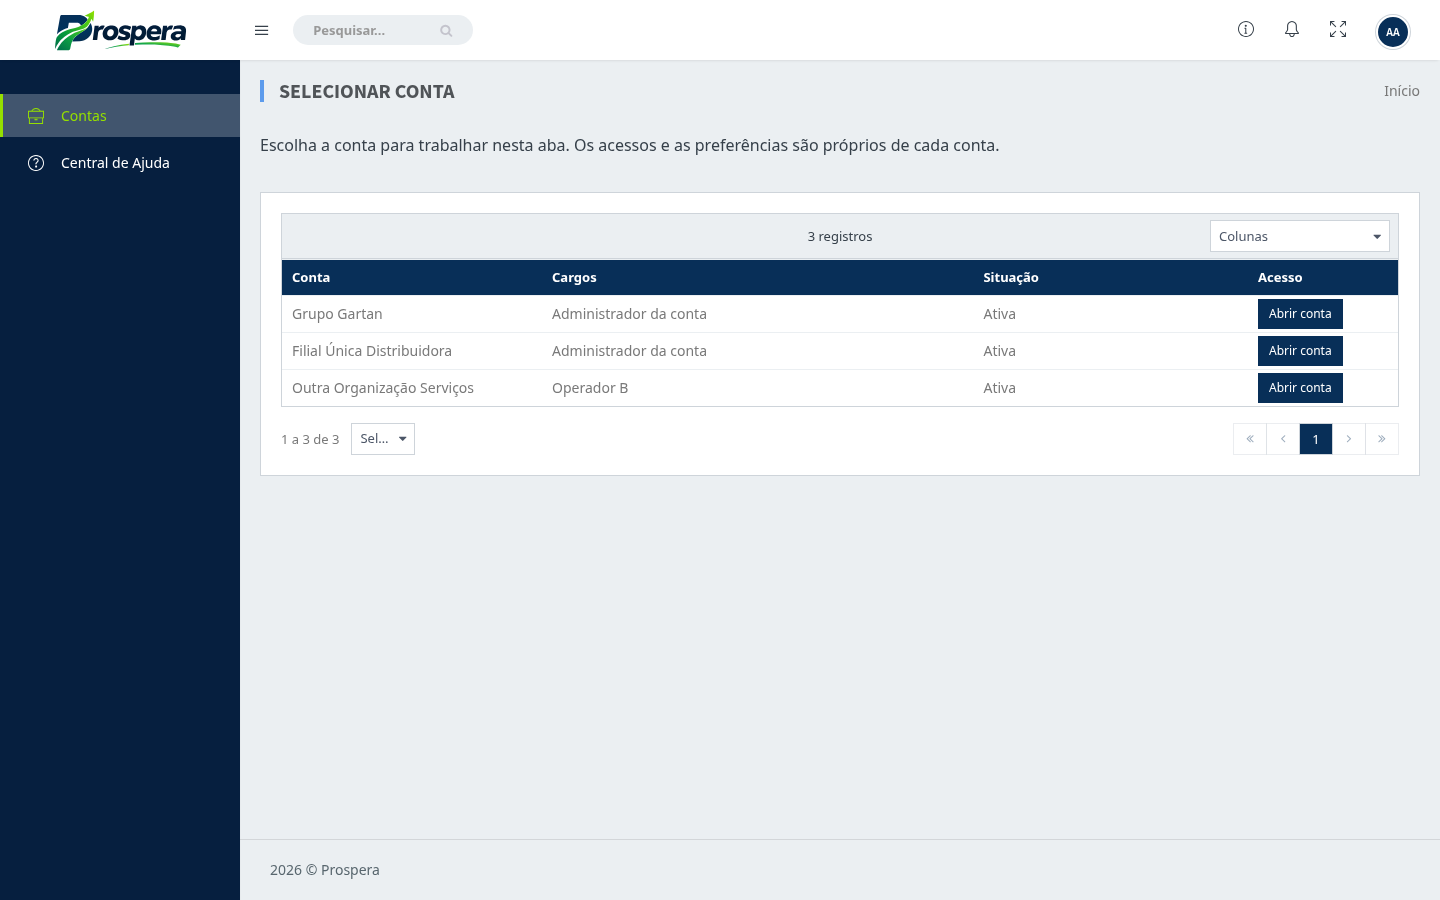 Prospera
Pesquisar...
AA
Contas
Central de Ajuda
SELECIONAR CONTA
Início
Escolha a conta para trabalhar nesta aba. Os acessos e as preferências são próprios de cada conta.
3 registros
Colunas
Conta Cargos Situação Acesso
Grupo Gartan Administrador da conta Ativa Abrir conta
Filial Única Distribuidora Administrador da conta Ativa Abrir conta
Outra Organização Serviços Operador B Ativa Abrir conta
1 a 3 de 3 Sel... « ‹ 1 › »
2026 © Prospera